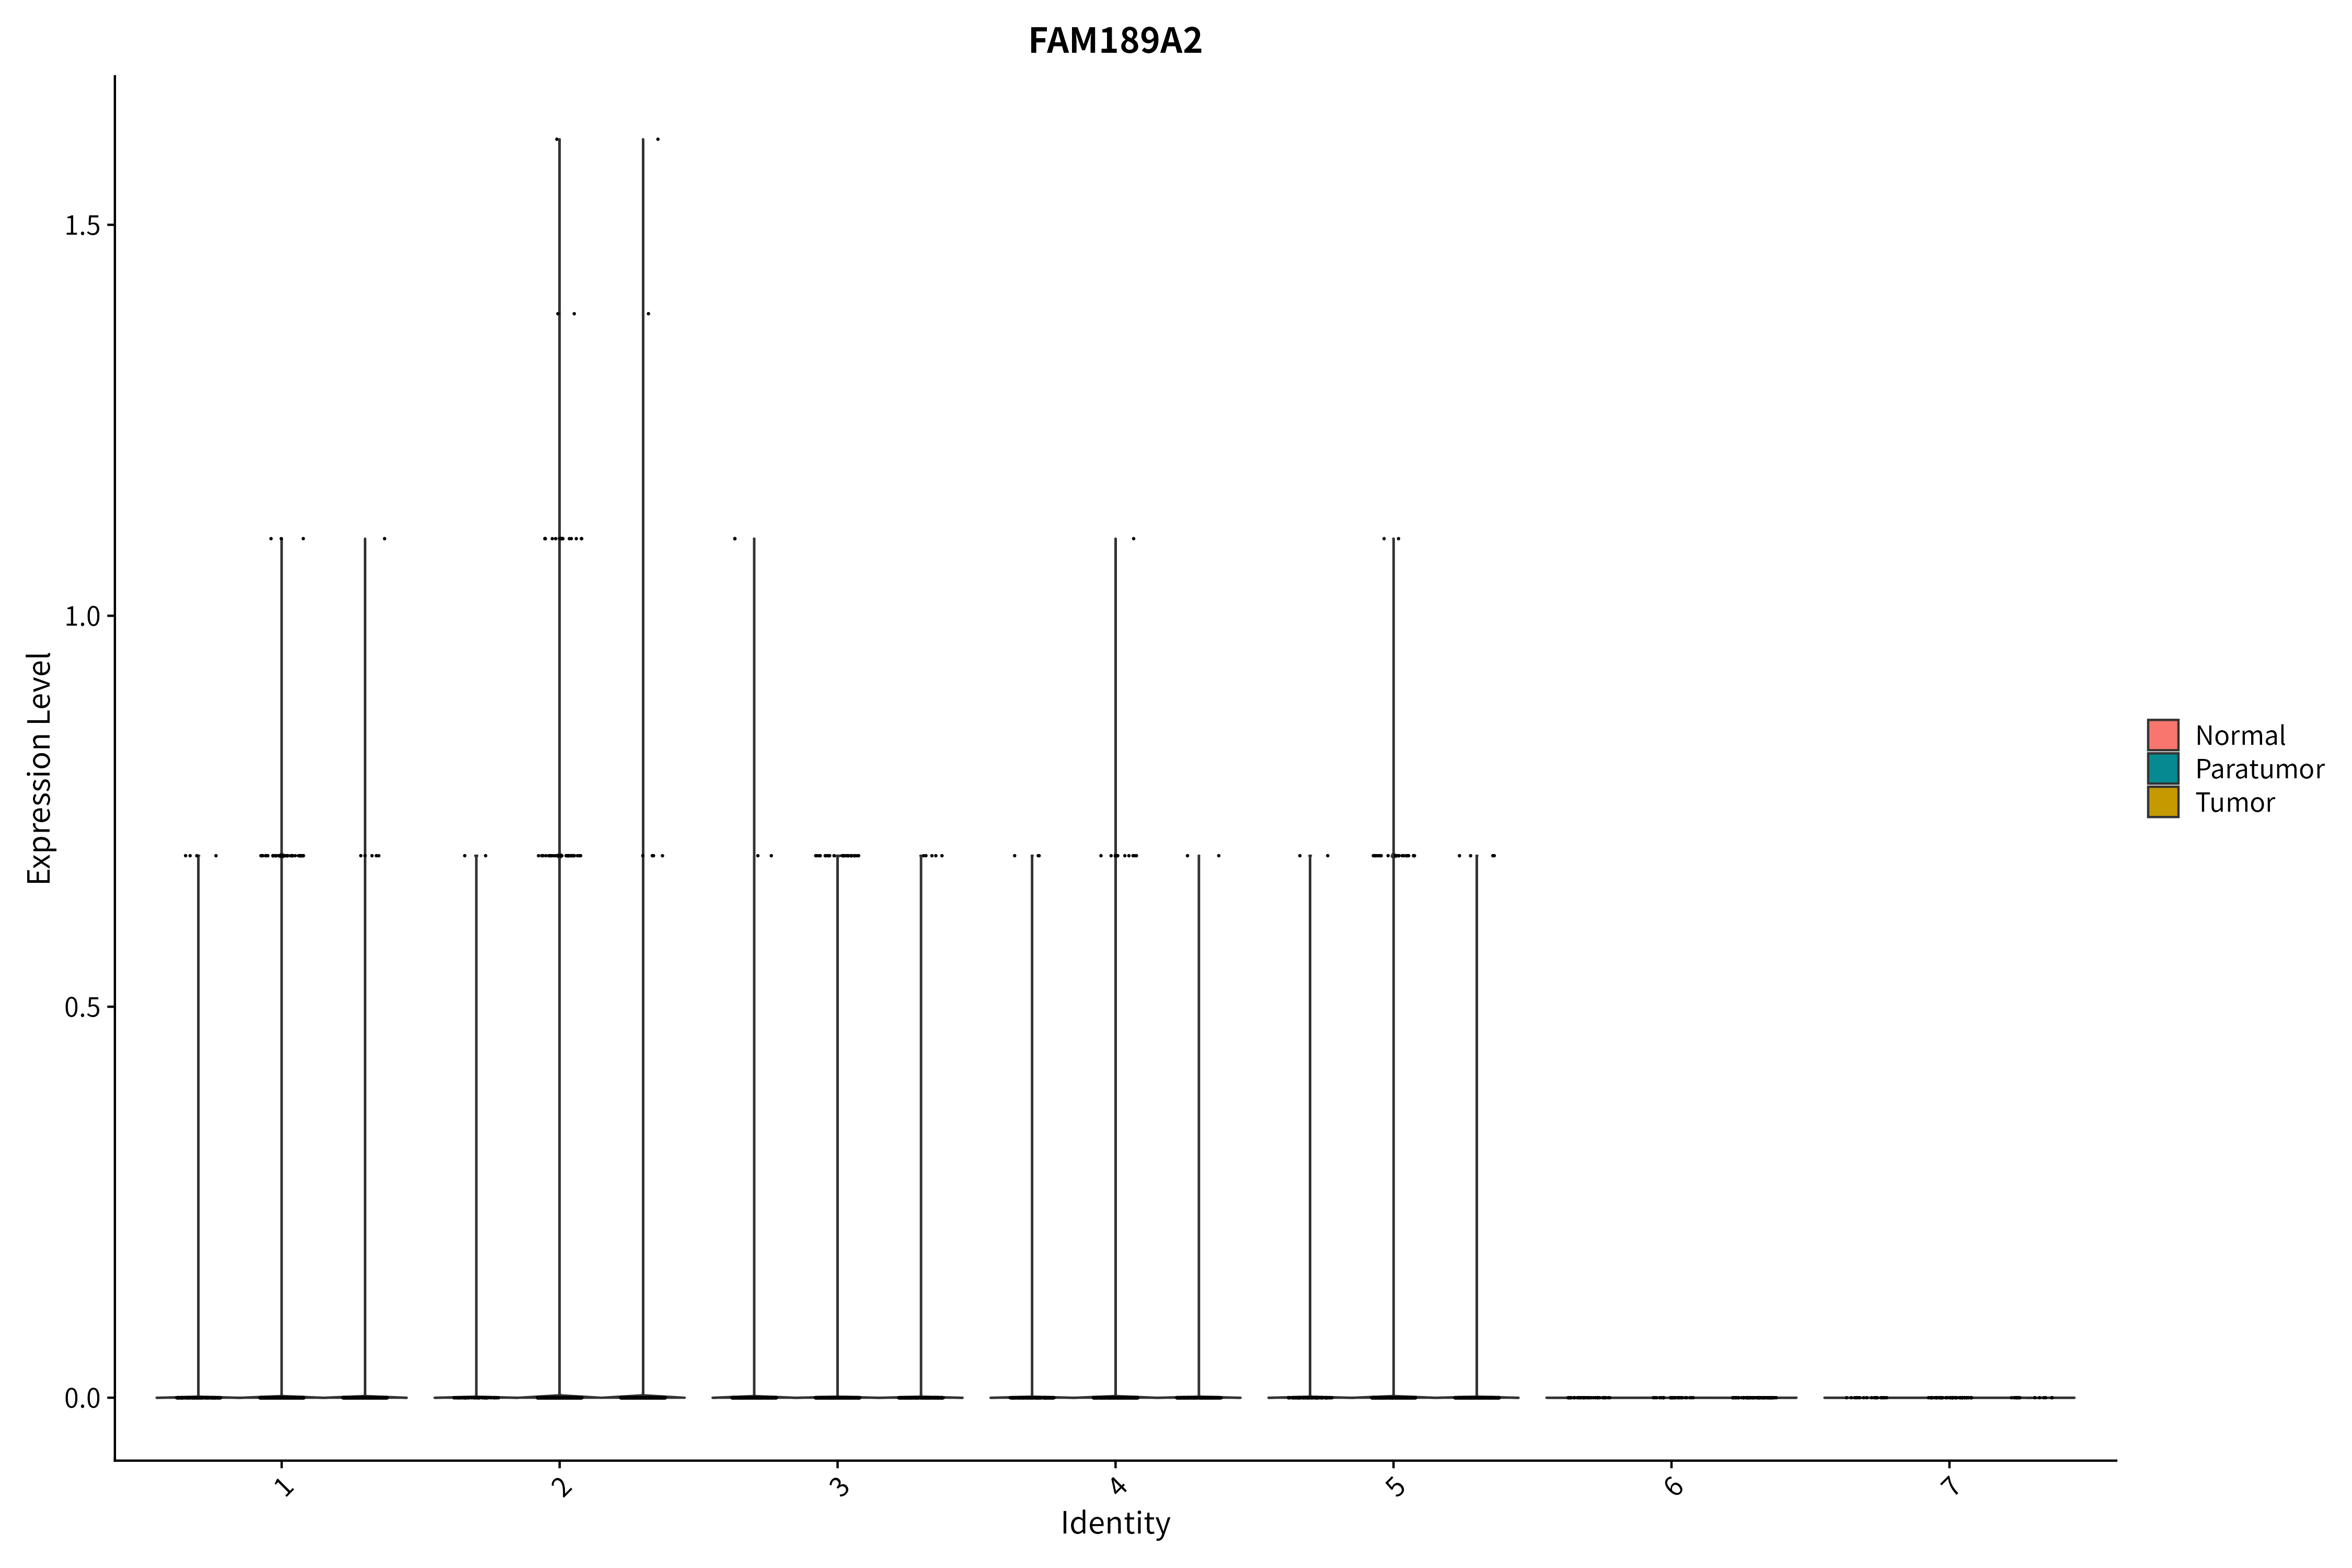 FAM189A2
Expression Level
1.5
1.0
0.5
0.0
1
2
3
4
5
6
7
Identity
Normal
Paratumor
Tumor